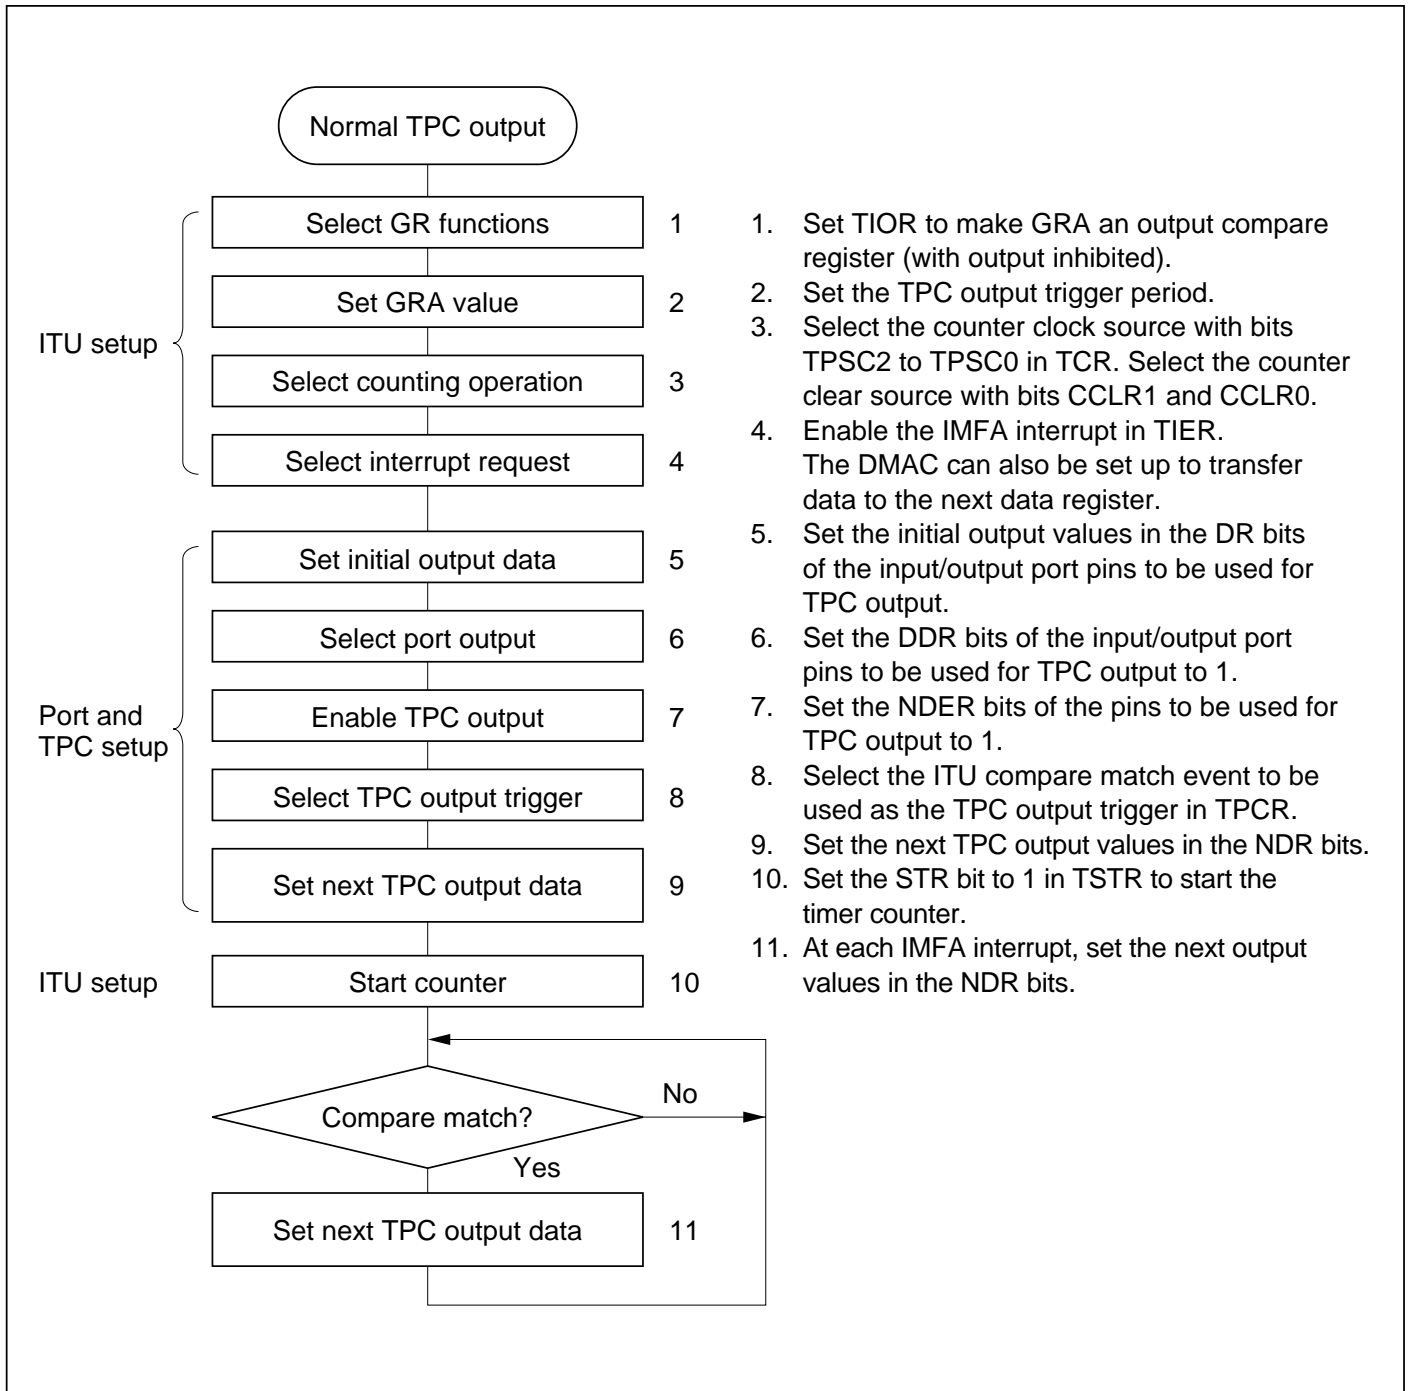 Normal TPC output
ITU setup
Select GR functions 1
Set GRA value 2
Select counting operation 3
Select interrupt request 4
Port and
TPC setup
Set initial output data 5
Select port output 6
Enable TPC output 7
Select TPC output trigger 8
Set next TPC output data 9
ITU setup
Start counter 10
Compare match?
No
Yes
Set next TPC output data 11
1. Set TIOR to make GRA an output compare
register (with output inhibited).
2. Set the TPC output trigger period.
3. Select the counter clock source with bits
TPSC2 to TPSC0 in TCR. Select the counter
clear source with bits CCLR1 and CCLR0.
4. Enable the IMFA interrupt in TIER.
The DMAC can also be set up to transfer
data to the next data register.
5. Set the initial output values in the DR bits
of the input/output port pins to be used for
TPC output.
6. Set the DDR bits of the input/output port
pins to be used for TPC output to 1.
7. Set the NDER bits of the pins to be used for
TPC output to 1.
8. Select the ITU compare match event to be
used as the TPC output trigger in TPCR.
9. Set the next TPC output values in the NDR bits.
10. Set the STR bit to 1 in TSTR to start the
timer counter.
11. At each IMFA interrupt, set the next output
values in the NDR bits.